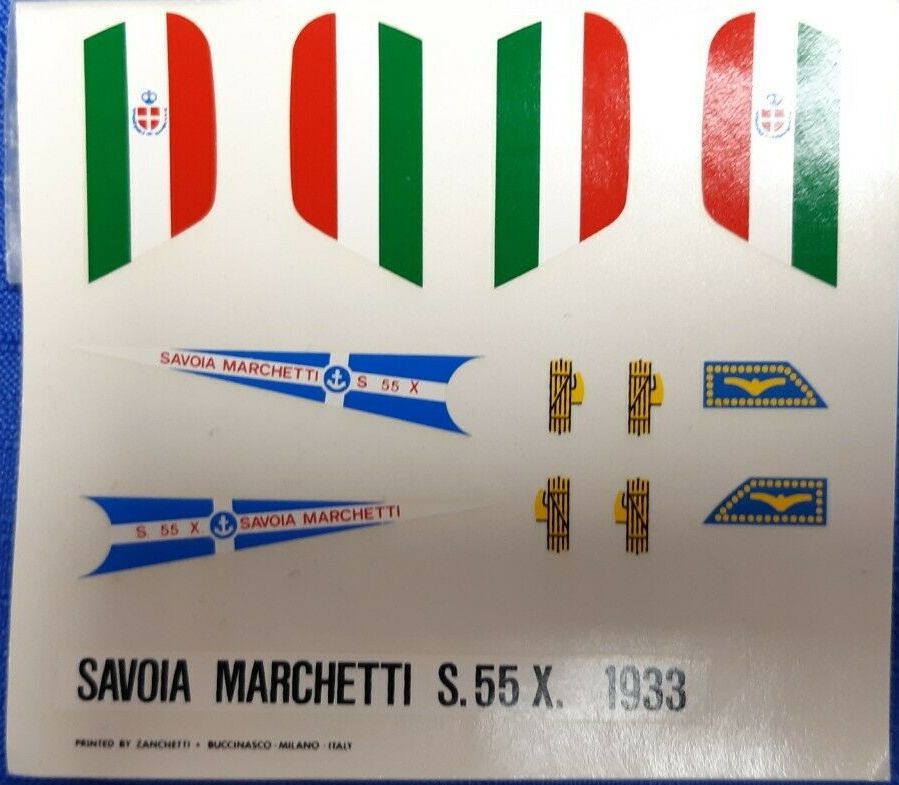 SAVOIA MARCHETTI S 55 X
S. 55 X SAVOIA MARCHETTI
SAVOIA MARCHETTI S.55 X. 1933
PRINTED BY ZANCHETTI • BUCCINASCO · MILANO · ITALY